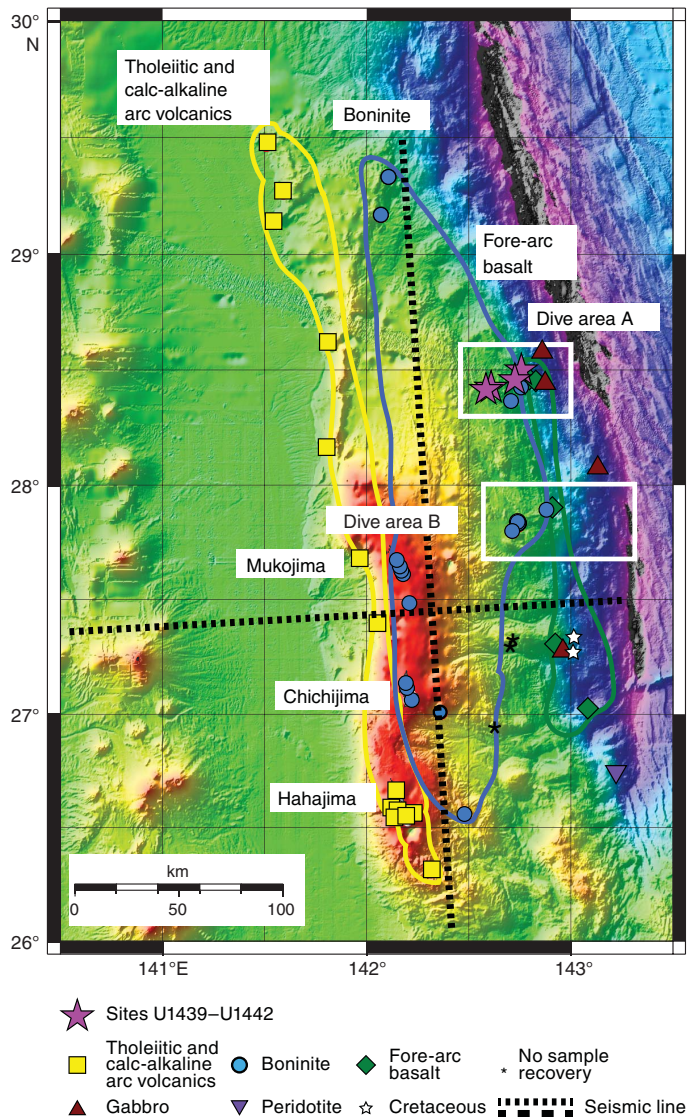 30°
N
Tholeiitic and
calc-alkaline
arc volcanics
Boninite
29°
Fore-arc
basalt
Dive area A
28°
Dive area B
Mukojima
Chichijima
27°
Hahajima
km
0 50 100
26°
141°E 142° 143°
Sites U1439–U1442
Tholeiitic and
calc-alkaline
arc volcanics
Boninite
Fore-arc
basalt
No sample
recovery
Gabbro
Peridotite
Cretaceous
Seismic line